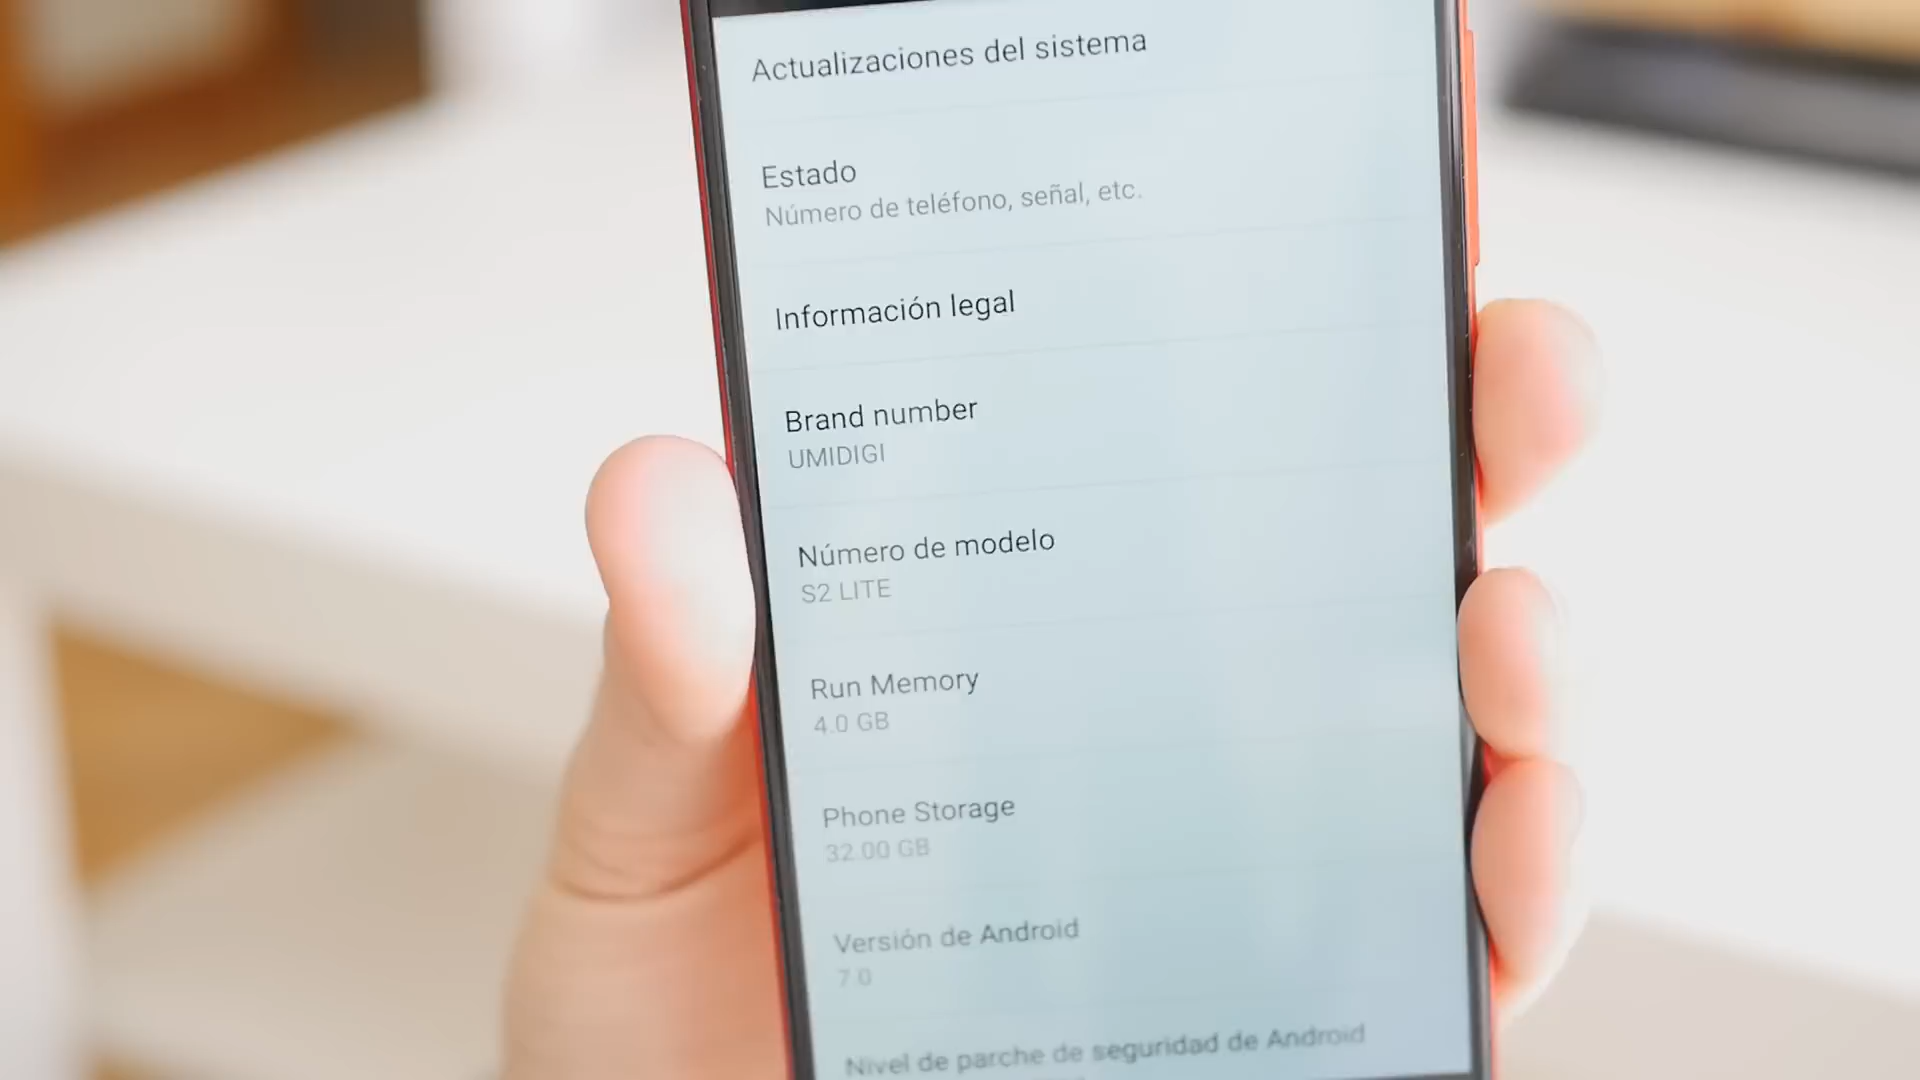 Actualizaciones del sistema
Estado
Número de teléfono, señal, etc.
Información legal
Brand number
UMIDIGI
Número de modelo
S2 LITE
Run Memory
4.0 GB
Phone Storage
32.00 GB
Versión de Android
7.0
Nivel de parche de seguridad de Android